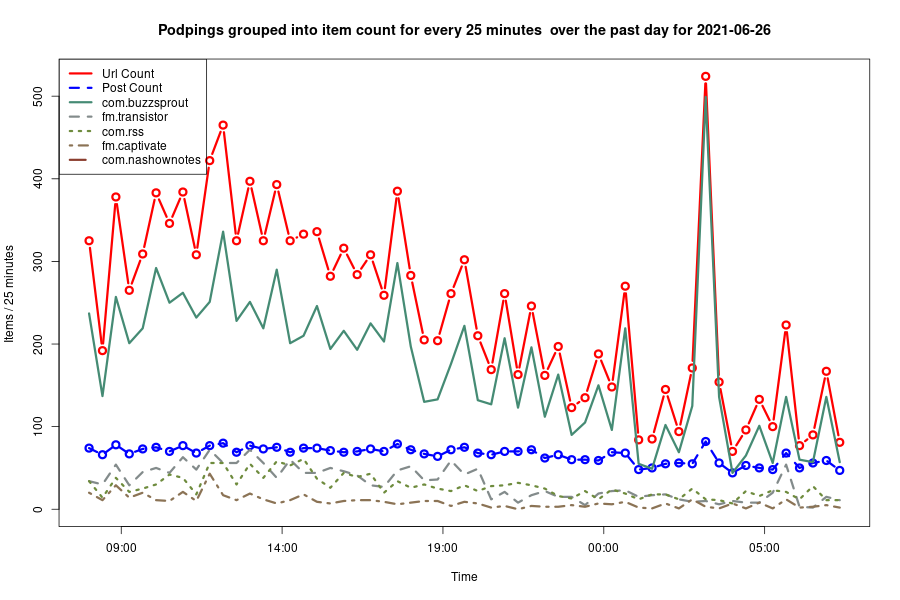 Podpings grouped into item count for every 25 minutes  over the past day for 2021-06-26
Url Count
Post Count
com.buzzsprout
fm.transistor
com.rss
fm.captivate
com.nashownotes
Items / 25 minutes
500
400
300
200
100
0
09:00 14:00 19:00 00:00 05:00
Time